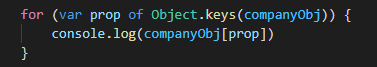 for (var prop of Object.keys(companyObj)) {
    console.log(companyObj[prop])
}